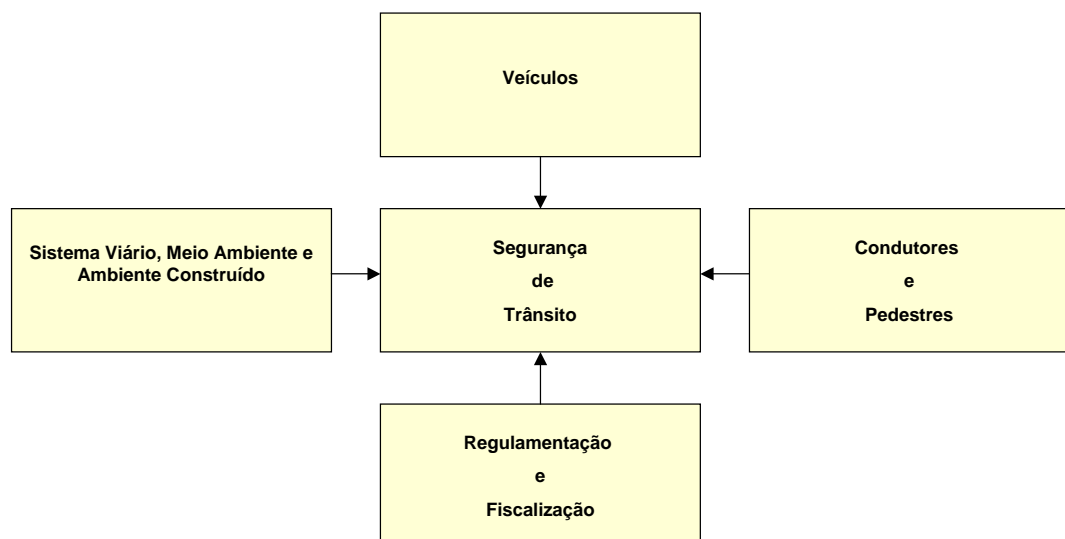 Veículos
Sistema Viário, Meio Ambiente e
Ambiente Construído
Segurança
de
Trânsito
Condutores
e
Pedestres
Regulamentação
e
Fiscalização